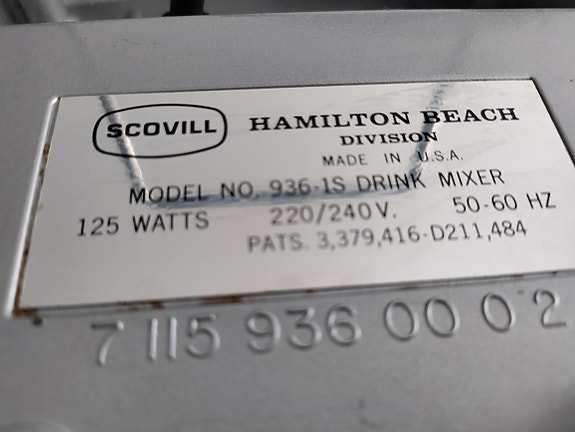 SCOVILL HAMILTON BEACH
DIVISION
MADE IN U.S.A.
MODEL NO. 936-1S DRINK MIXER
125 WATTS 220/240V. 50-60 HZ
PATS. 3,379,416-D211,484
7 115 936 00 0 2